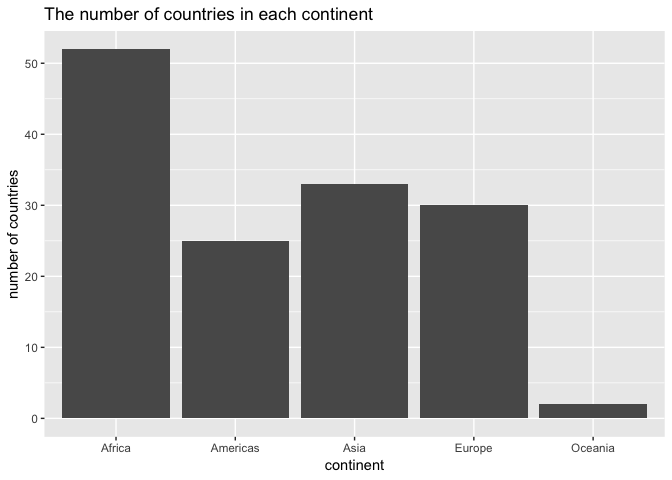 The number of countries in each continent
number of countries
50
40
30
20
10
0
Africa Americas Asia Europe Oceania
continent